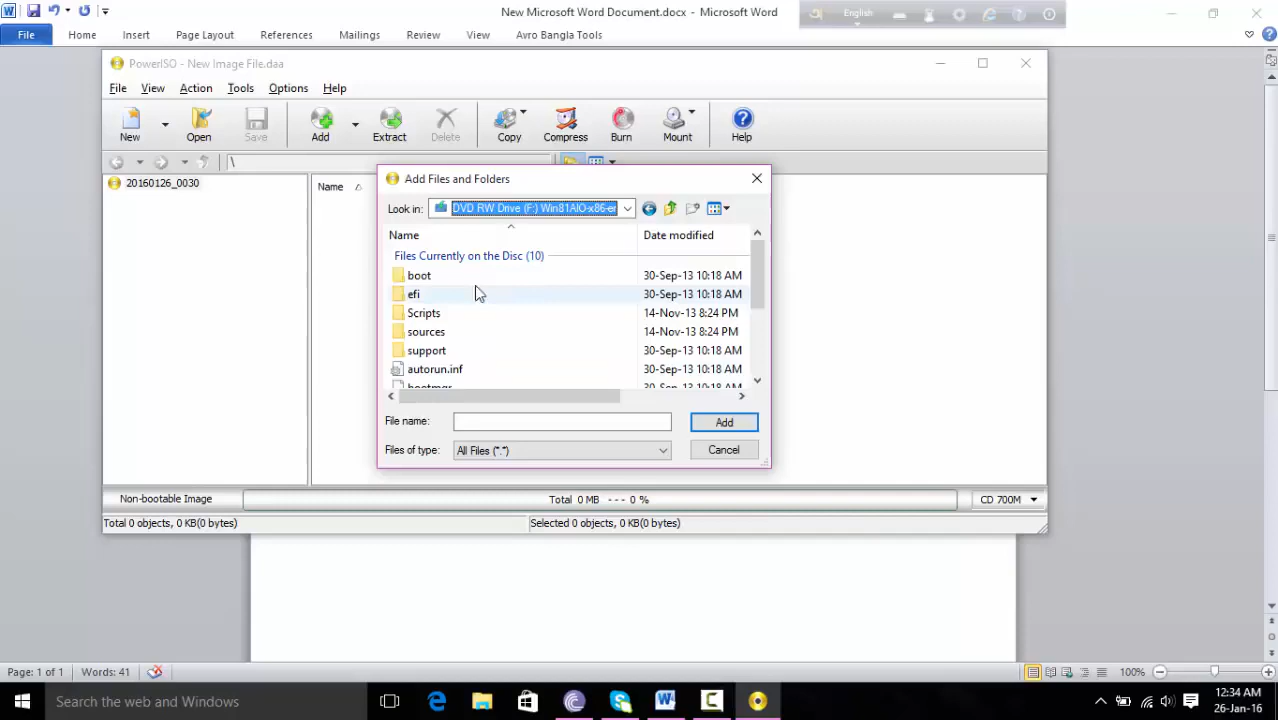 New Microsoft Word Document.docx - Microsoft Word
English
File Home Insert Page Layout References Mailings Review View Avro Bangla Tools
PowerISO - New Image File.daa
File View Action Tools Options Help
New Open Save Add Extract Delete Copy Compress Burn Mount Help
\
20160126_0030
Name
Add Files and Folders
Look in: DVD RW Drive (F:) Win81AIO-x86-er
Name Date modified
Files Currently on the Disc (10)
boot 30-Sep-13 10:18 AM
efi 30-Sep-13 10:18 AM
Scripts 14-Nov-13 8:24 PM
sources 14-Nov-13 8:24 PM
support 30-Sep-13 10:18 AM
autorun.inf 30-Sep-13 10:18 AM
bootmgr 30-Sep-13 10:18 AM
File name: Add
Files of type: All Files (*.*) Cancel
Non-bootable Image Total 0 MB --- 0 % CD 700M
Total 0 objects, 0 KB(0 bytes) Selected 0 objects, 0 KB(0 bytes)
Page: 1 of 1 Words: 41 100%
Search the web and Windows
12:34 AM
26-Jan-16